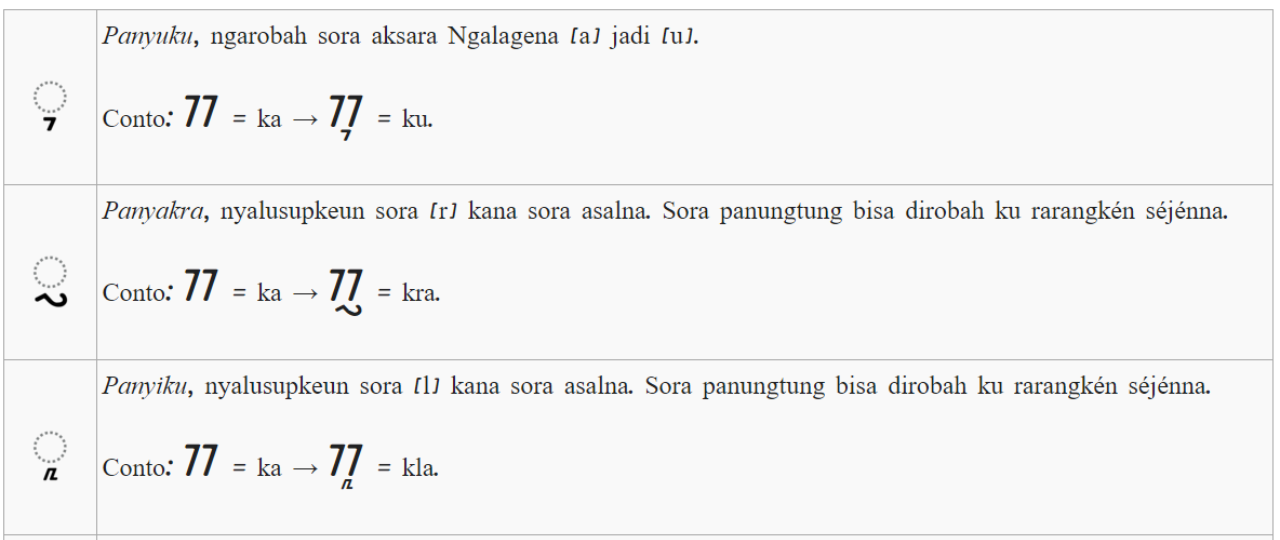 Panyuku, ngarobah sora aksara Ngalagena [a] jadi [u].
◌ᮥ
Conto: ᮊ = ka → ᮊᮥ = ku.
Panyakra, nyalusupkeun sora [r] kana sora asalna. Sora panungtung bisa dirobah ku rarangkén séjénna.
◌ᮢ
Conto: ᮊ = ka → ᮊᮢ = kra.
Panyiku, nyalusupkeun sora [l] kana sora asalna. Sora panungtung bisa dirobah ku rarangkén séjénna.
◌ᮣ
Conto: ᮊ = ka → ᮊᮣ = kla.